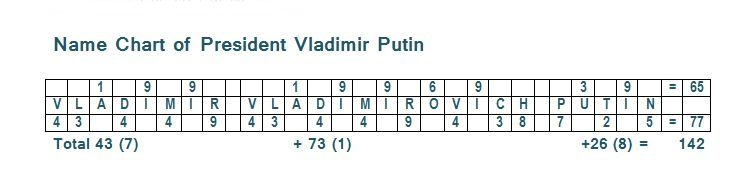 Name Chart of President Vladimir Putin
1 9 9 1 9 9 6 9 3 9 = 65
V L A D I M I R V L A D I M I R O V I C H P U T I N
4 3 4 4 9 4 3 4 4 9 4 3 8 7 2 5 = 77
Total 43 (7) + 73 (1) +26 (8) = 142